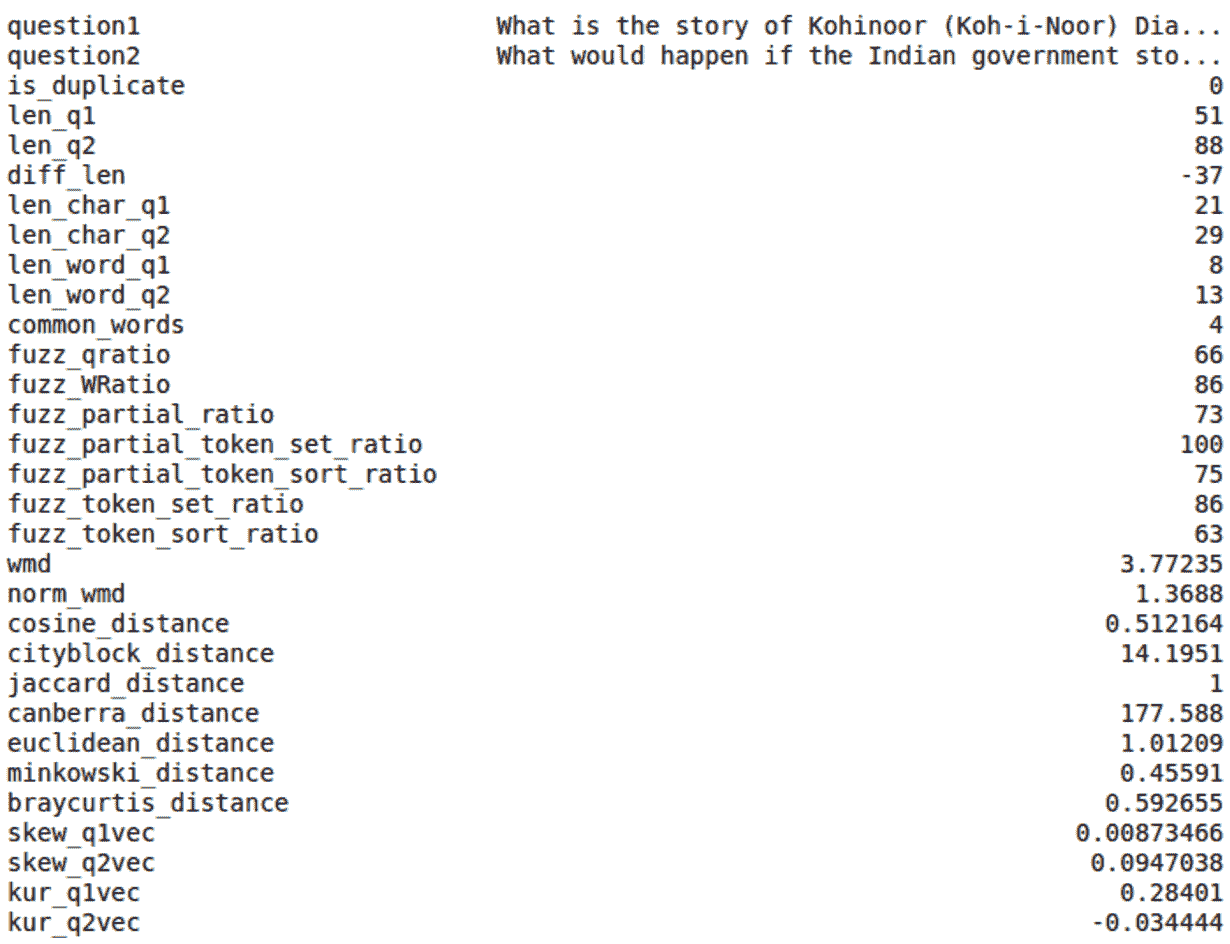 question1 What is the story of Kohinoor (Koh-i-Noor) Dia...
question2 What would happen if the Indian government sto...
is_duplicate 0
len_q1 51
len_q2 88
diff_len -37
len_char_q1 21
len_char_q2 29
len_word_q1 8
len_word_q2 13
common_words 4
fuzz_qratio 66
fuzz_WRatio 86
fuzz_partial_ratio 73
fuzz_partial_token_set_ratio 100
fuzz_partial_token_sort_ratio 75
fuzz_token_set_ratio 86
fuzz_token_sort_ratio 63
wmd 3.77235
norm_wmd 1.3688
cosine_distance 0.512164
cityblock_distance 14.1951
jaccard_distance 1
canberra_distance 177.588
euclidean_distance 1.01209
minkowski_distance 0.45591
braycurtis_distance 0.592655
skew_q1vec 0.00873466
skew_q2vec 0.0947038
kur_q1vec 0.28401
kur_q2vec -0.034444